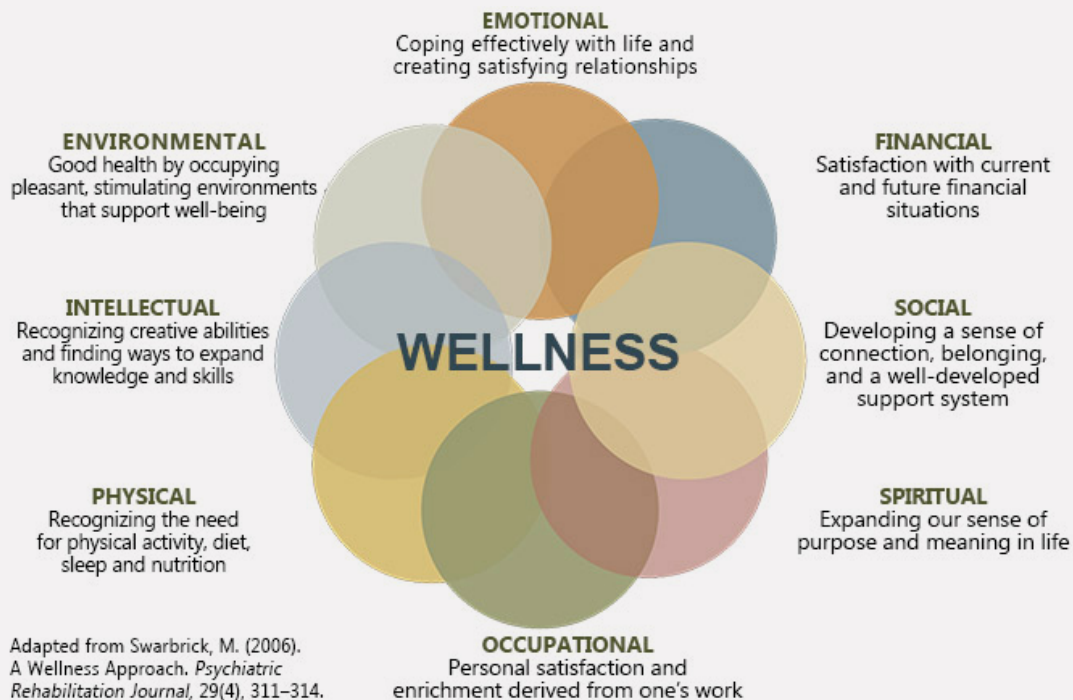 EMOTIONAL
Coping effectively with life and
creating satisfying relationships
ENVIRONMENTAL
Good health by occupying
pleasant, stimulating environments
that support well-being
FINANCIAL
Satisfaction with current
and future financial
situations
INTELLECTUAL
Recognizing creative abilities
and finding ways to expand
knowledge and skills
WELLNESS
SOCIAL
Developing a sense of
connection, belonging,
and a well-developed
support system
PHYSICAL
Recognizing the need
for physical activity, diet,
sleep and nutrition
SPIRITUAL
Expanding our sense of
purpose and meaning in life
OCCUPATIONAL
Personal satisfaction and
enrichment derived from one's work
Adapted from Swarbrick, M. (2006).
A Wellness Approach. Psychiatric
Rehabilitation Journal, 29(4), 311–314.